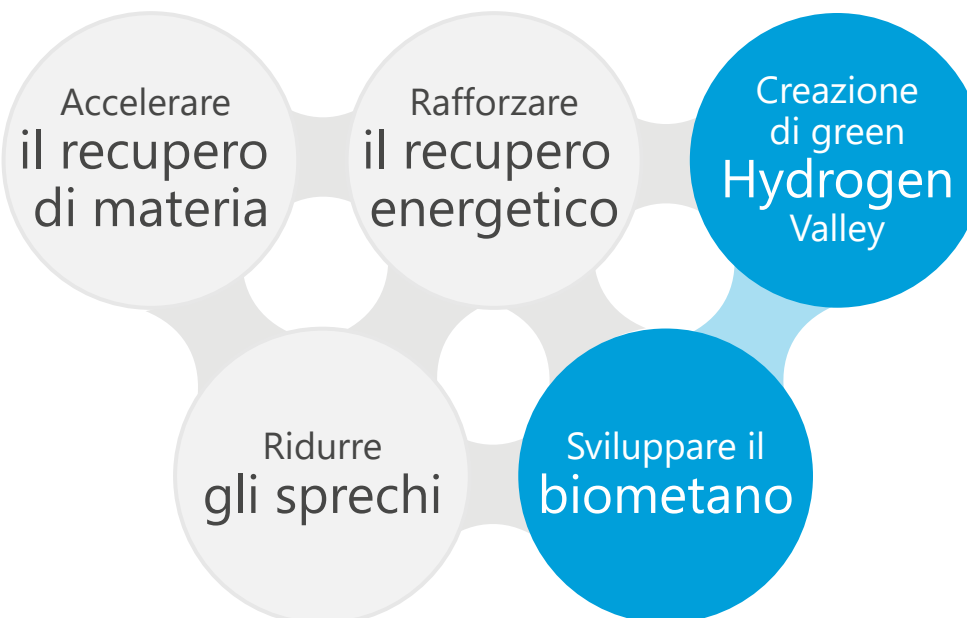 Accelerare
il recupero
di materia
Rafforzare
il recupero
energetico
Creazione
di green
Hydrogen
Valley
Ridurre
gli sprechi
Sviluppare il
biometano